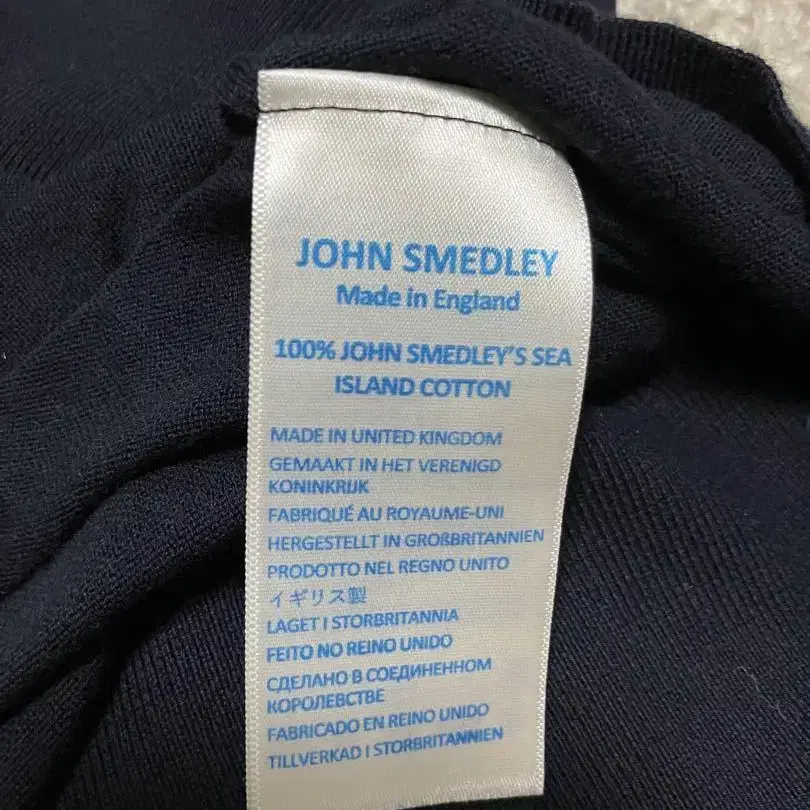 JOHN SMEDLEY
Made in England
100% JOHN SMEDLEY'S SEA
ISLAND COTTON
MADE IN UNITED KINGDOM
GEMAAKT IN HET VERENIGD
KONINKRIJK
FABRIQUÉ AU ROYAUME-UNI
HERGESTELLT IN GROßBRITANNIEN
PRODOTTO NEL REGNO UNITO
イギリス製
LAGET I STORBRITANNIA
FEITO NO REINO UNIDO
СДЕЛАНО В СОЕДИНЕННОМ
КОРОЛЕВСТВЕ
FABRICADO EN REINO UNIDO
TILLVERKAD I STORBRITANNIEN